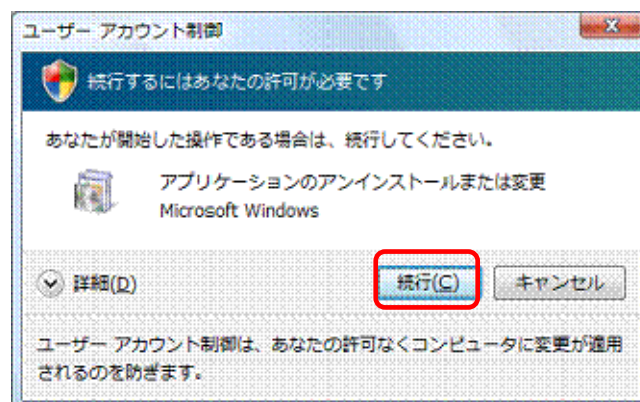 ユーザー アカウント制御
続行するにはあなたの許可が必要です
あなたが開始した操作である場合は、続行してください。
アプリケーションのアンインストールまたは変更
Microsoft Windows
詳細(D)
続行(C)
キャンセル
ユーザー アカウント制御は、あなたの許可なくコンピュータに変更が適用
されるのを防ぎます。